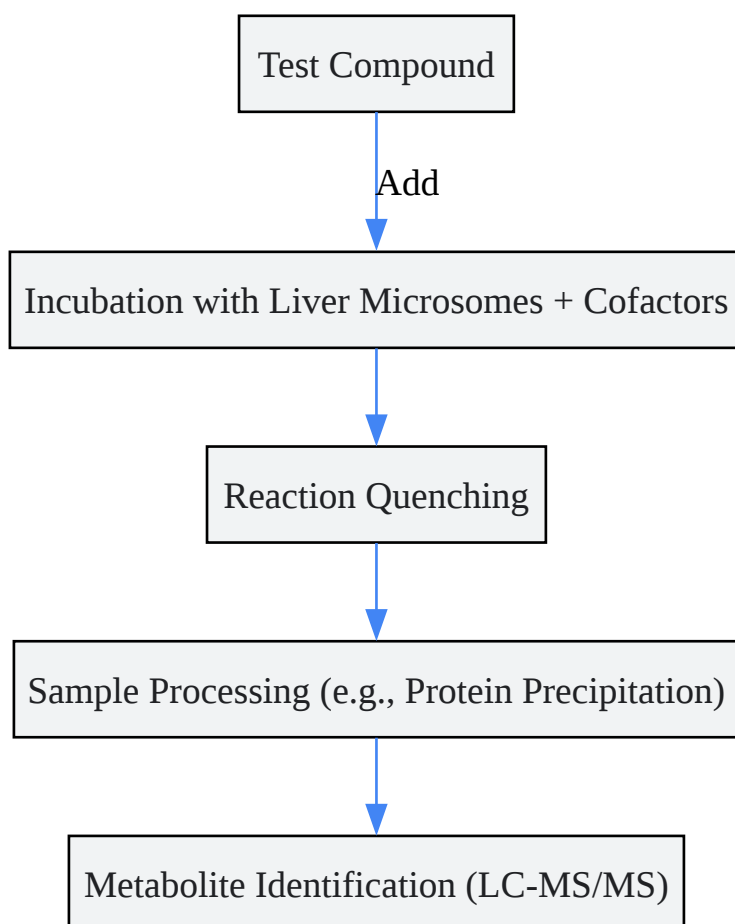 Test Compound
Add
Incubation with Liver Microsomes + Cofactors
Reaction Quenching
Sample Processing (e.g., Protein Precipitation)
Metabolite Identification (LC-MS/MS)